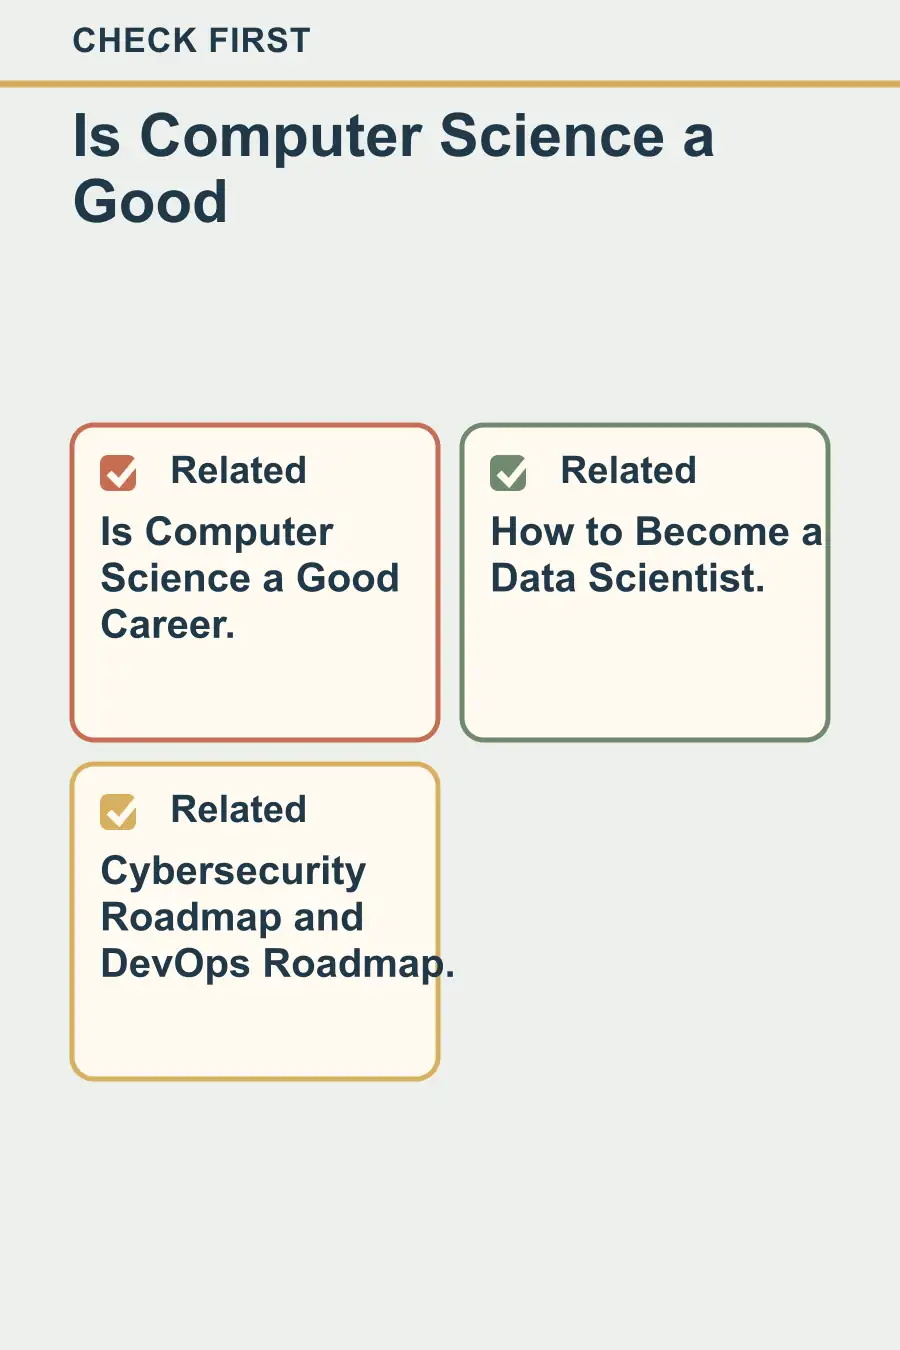 CHECK FIRST
Is Computer Science a
Good
Related
Is Computer
Science a Good
Career.
Related
How to Become a
Data Scientist.
Related
Cybersecurity
Roadmap and
DevOps Roadmap.